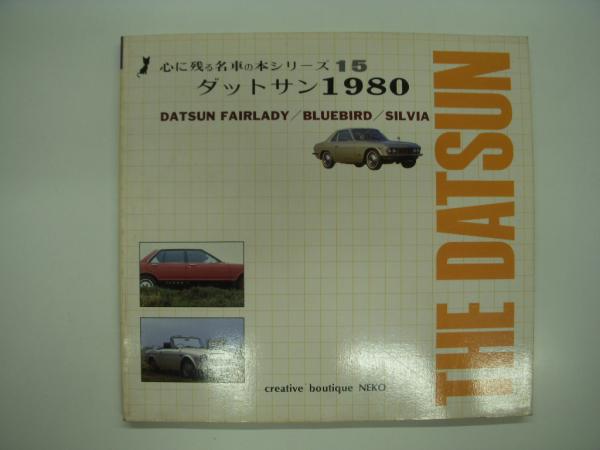 心に残る名車の本シリーズ 15
ダットサン1980
DATSUN FAIRLADY/BLUEBIRD/SILVIA
THE DATSUN
creative boutique NEKO